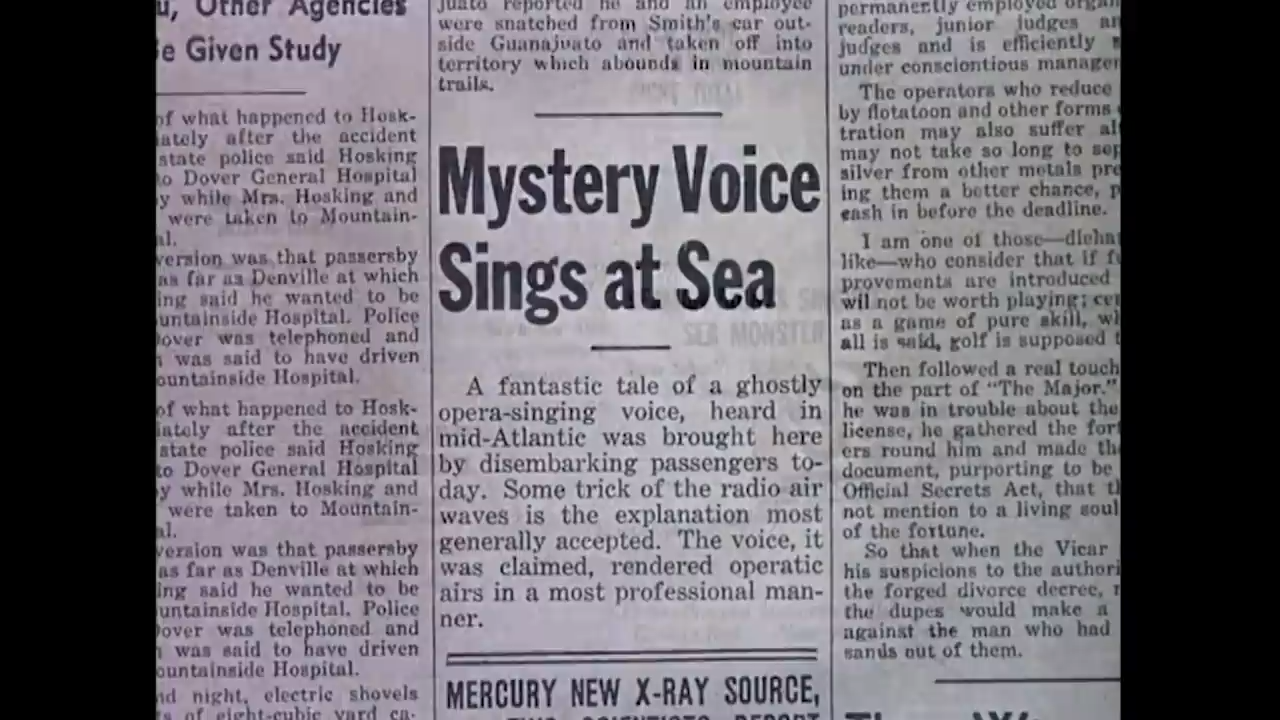 u, Other Agencies
e Given Study
of what happened to Hosk-
iately after the accident
state police said Hosking
to Dover General Hospital
y while Mrs. Hosking and
were taken to Mountain-
al.
version was that passersby
as far as Denville at which
ing said he wanted to be
untainside Hospital. Police
Dover was telephoned and
was said to have driven
ountainside Hospital.
of what happened to Hosk-
iately after the accident
state police said Hosking
to Dover General Hospital
y while Mrs. Hosking and
were taken to Mountain-
al.
version was that passersby
as far as Denville at which
ing said he wanted to be
untainside Hospital. Police
Dover was telephoned and
was said to have driven
ountainside Hospital.
nd night, electric shovels
of eight-cubic yard ca-
juato reported he and an employee
were snatched from Smith's car out-
side Guanajuato and taken off into
territory which abounds in mountain
trails.
Mystery Voice
Sings at Sea
SEA MONSTER
A fantastic tale of a ghostly
opera-singing voice, heard in
mid-Atlantic was brought here
by disembarking passengers to-
day. Some trick of the radio air
waves is the explanation most
generally accepted. The voice, it
was claimed, rendered operatic
airs in a most professional man-
ner.
MERCURY NEW X-RAY SOURCE,
TWO SCIENTISTS REPORT
permanently employed organ
readers, junior judges an
judges and is efficiently
under consciontious manager
The operators who reduce
by flotatoon and other forms
tration may also suffer al
may not take so long to sep
silver from other metals pre
ing them a better chance, p
cash in before the deadline.
I am one of those—dieha
like—who consider that if fu
provements are introduced
wil not be worth playing; cer
as a game of pure skill, wh
all is said, golf is supposed t
Then followed a real touch
on the part of "The Major."
he was in trouble about the
license, he gathered the for
ers round him and made the
document, purporting to be
Official Secrets Act, that th
not mention to a living soul
of the fortune.
So that when the Vicar
his suspicions to the authori
the forged divorce decree, r
the dupes would make a
against the man who had
sands out of them.